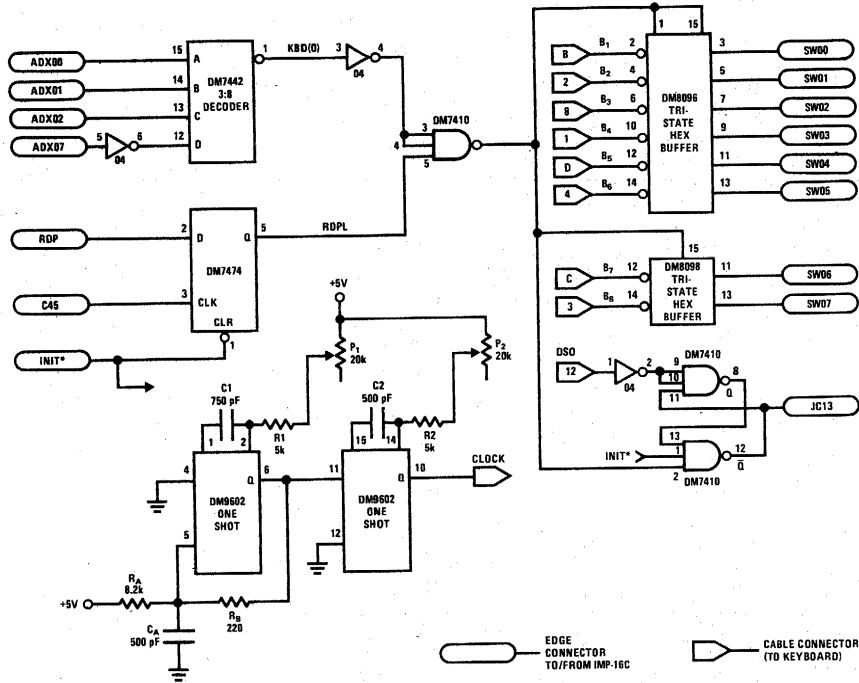 ADX00
ADX01
ADX02
ADX07
15
14
13
12
5
6
04
A
B
C
D
DM7442
3:8
DECODER
1
KBD(0)
3
4
04
DM7410
3
4
5
RDP
C45
INIT*
2
3
D
Q
DM7474
CLK
CLR
1
5
RDPL
1
15
B
2
8
1
D
4
B1
B2
B3
B4
B5
B6
2
4
6
10
12
14
DM8096
TRI-
STATE
HEX
BUFFER
3
5
7
9
11
13
SW00
SW01
SW02
SW03
SW04
SW05
C
3
B7
B8
12
14
15
DM8098
TRI-
STATE
HEX
BUFFER
11
13
SW06
SW07
DSO
12
1
2
04
DM7410
9
10
11
8
Q
JC13
13
INIT*
1
2
12
Q̅
DM7410
+5V
P1
20k
P2
20k
C1
750 pF
1
2
R1
5k
C2
500 pF
15
14
R2
5k
4
5
6
Q
DM9602
ONE
SHOT
11
12
10
Q
DM9602
ONE
SHOT
CLOCK
+5V
RA
8.2k
RB
220
CA
500 pF
EDGE
CONNECTOR
TO/FROM IMP-16C
CABLE CONNECTOR
(TO KEYBOARD)